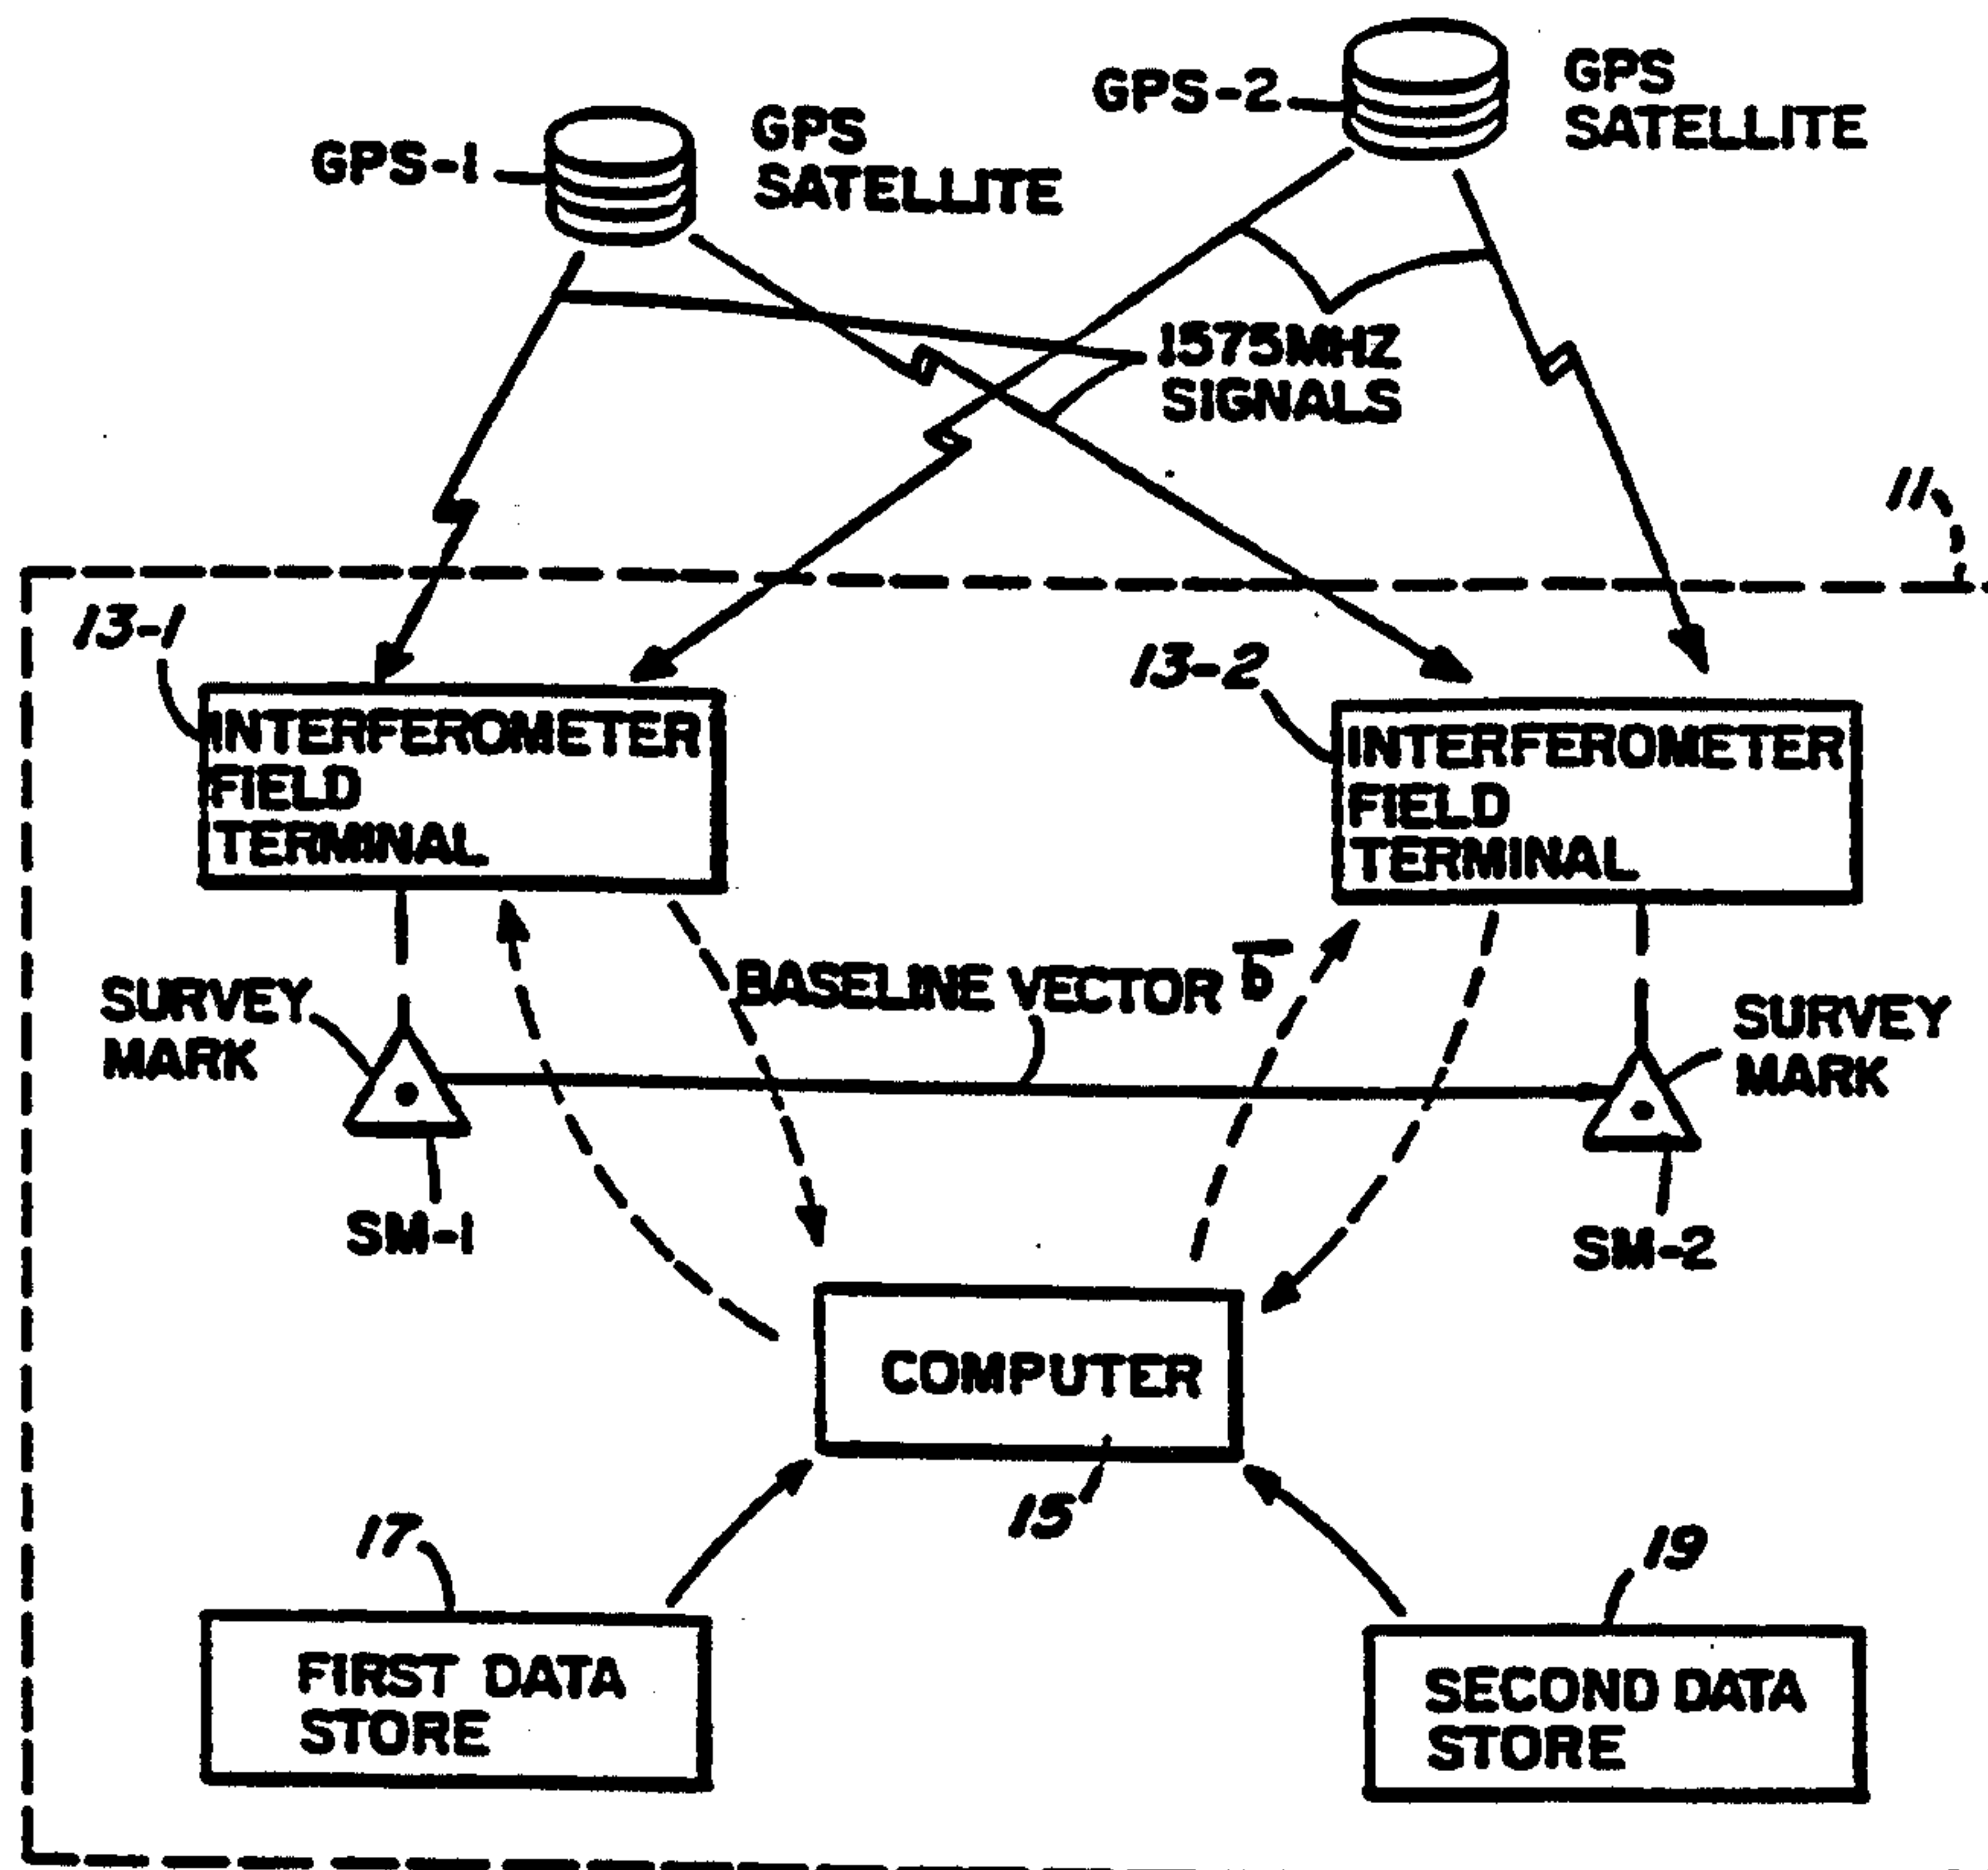 GPS-1
GPS
SATELLITE
GPS-2
GPS
SATELLITE
1575MHZ
SIGNALS
11
13-1
INTERFEROMETER
FIELD
TERMINAL
13-2
INTERFEROMETER
FIELD
TERMINAL
BASELINE VECTOR b̅
SURVEY
MARK
SURVEY
MARK
SM-1
SM-2
COMPUTER
15
17
FIRST DATA
STORE
19
SECOND DATA
STORE